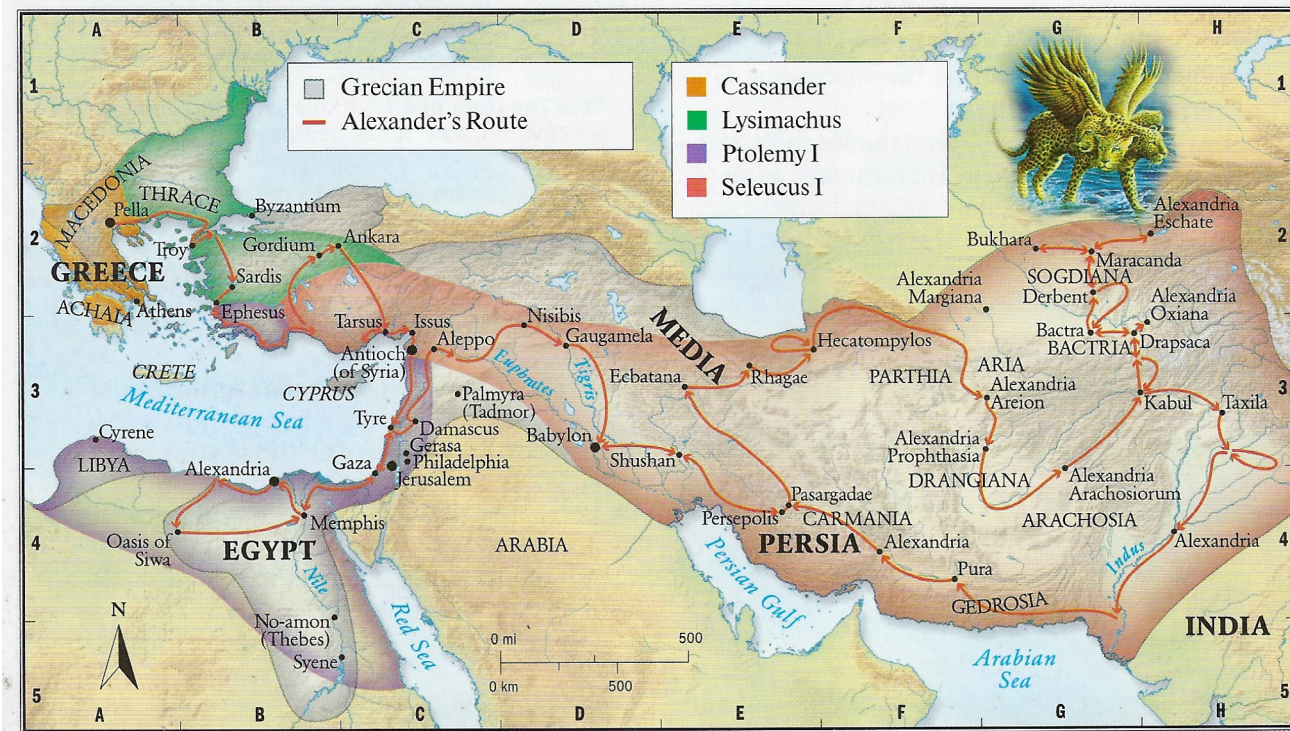 A B C D E F G H
1
1
Grecian Empire
Alexander's Route
Cassander
Lysimachus
Ptolemy I
Seleucus I
MACEDONIA
THRACE
Pella
Byzantium
Alexandria
Eschate
2
2
Troy
Gordium
Ankara
Bukhara
Maracanda
GREECE
Sardis
SOGDIANA
Alexandria
Margiana
Derbent
ACHAIA
Athens
Ephesus
Alexandria
Oxiana
Tarsus
Issus
Nisibis
MEDIA
Bactra
BACTRIA
Drapsaca
Aleppo
Gaugamela
Hecatompylos
Antioch
(of Syria)
CRETE
CYPRUS
Euphrates
Tigris
Ecbatana
Rhagae
PARTHIA
ARIA
Alexandria
Areion
3
3
Mediterranean Sea
Palmyra
(Tadmor)
Kabul
Taxila
Tyre
Damascus
Cyrene
Gerasa
Babylon
Shushan
Alexandria
Prophthasia
LIBYA
Alexandria
Gaza
Philadelphia
Jerusalem
DRANGIANA
Alexandria
Arachosiorum
Pasargadae
Memphis
Persepolis
CARMANIA
ARACHOSIA
Oasis of
Siwa
EGYPT
ARABIA
PERSIA
Alexandria
Alexandria
4
4
Indus
Nile
Persian Gulf
Pura
GEDROSIA
N
No-amon
(Thebes)
Red Sea
INDIA
0 mi 500
Syene
Arabian
Sea
0 km 500
5
5
A B C D E F G H